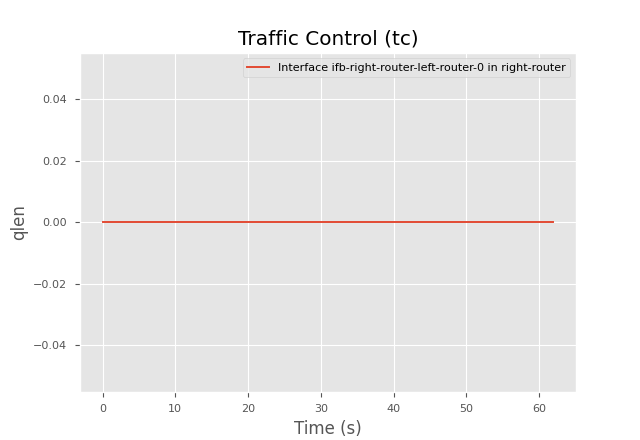 Traffic Control (tc)
Interface ifb-right-router-left-router-0 in right-router
0.04
0.02
0.00
−0.02
−0.04
qlen
0 10 20 30 40 50 60
Time (s)